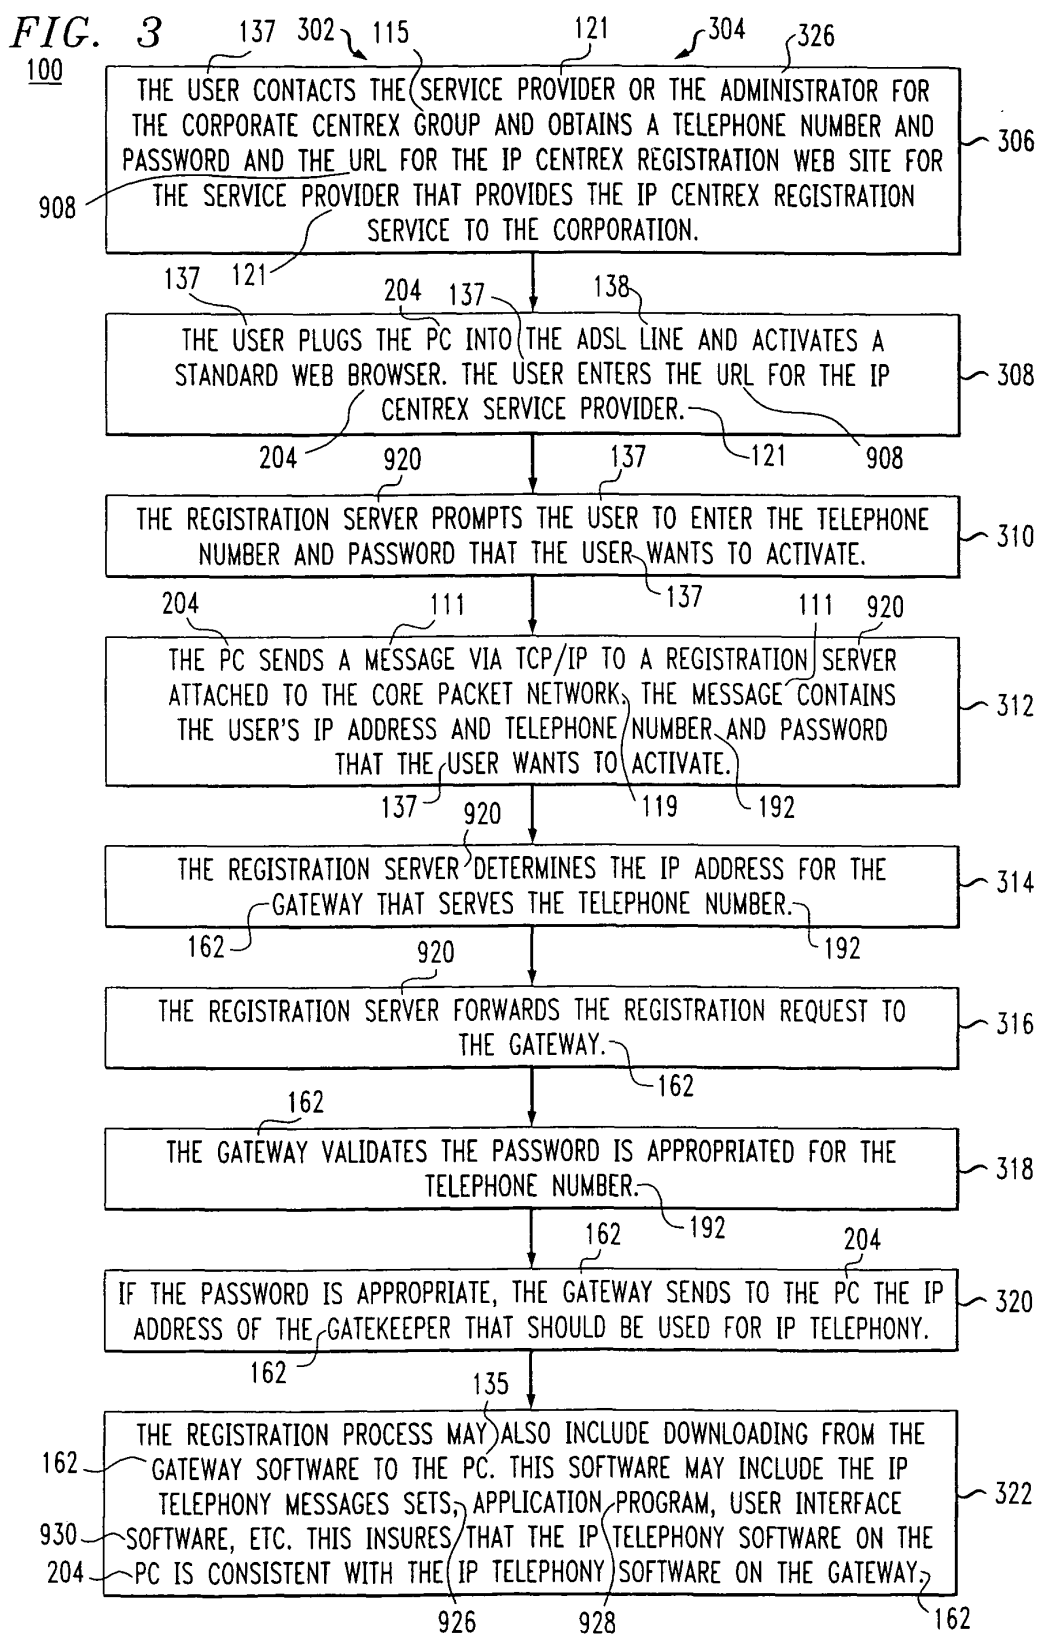 FIG. 3
100
137
302
115
121
304
326
THE USER CONTACTS THE SERVICE PROVIDER OR THE ADMINISTRATOR FOR
THE CORPORATE CENTREX GROUP AND OBTAINS A TELEPHONE NUMBER AND
PASSWORD AND THE URL FOR THE IP CENTREX REGISTRATION WEB SITE FOR
THE SERVICE PROVIDER THAT PROVIDES THE IP CENTREX REGISTRATION
SERVICE TO THE CORPORATION.
306
908
121
137
204
137
138
THE USER PLUGS THE PC INTO THE ADSL LINE AND ACTIVATES A
STANDARD WEB BROWSER. THE USER ENTERS THE URL FOR THE IP
CENTREX SERVICE PROVIDER.
308
204
121
908
920
137
THE REGISTRATION SERVER PROMPTS THE USER TO ENTER THE TELEPHONE
NUMBER AND PASSWORD THAT THE USER WANTS TO ACTIVATE.
310
137
204
111
111
920
THE PC SENDS A MESSAGE VIA TCP/IP TO A REGISTRATION SERVER
ATTACHED TO THE CORE PACKET NETWORK. THE MESSAGE CONTAINS
THE USER'S IP ADDRESS AND TELEPHONE NUMBER AND PASSWORD
THAT THE USER WANTS TO ACTIVATE.
312
137
119
192
920
THE REGISTRATION SERVER DETERMINES THE IP ADDRESS FOR THE
GATEWAY THAT SERVES THE TELEPHONE NUMBER.
314
162
192
920
THE REGISTRATION SERVER FORWARDS THE REGISTRATION REQUEST TO
THE GATEWAY.
316
162
162
THE GATEWAY VALIDATES THE PASSWORD IS APPROPRIATED FOR THE
TELEPHONE NUMBER.
318
192
162
204
IF THE PASSWORD IS APPROPRIATE, THE GATEWAY SENDS TO THE PC THE IP
ADDRESS OF THE GATEKEEPER THAT SHOULD BE USED FOR IP TELEPHONY.
320
162
135
THE REGISTRATION PROCESS MAY ALSO INCLUDE DOWNLOADING FROM THE
162
GATEWAY SOFTWARE TO THE PC. THIS SOFTWARE MAY INCLUDE THE IP
TELEPHONY MESSAGES SETS, APPLICATION PROGRAM, USER INTERFACE
322
930
SOFTWARE, ETC. THIS INSURES THAT THE IP TELEPHONY SOFTWARE ON THE
204
PC IS CONSISTENT WITH THE IP TELEPHONY SOFTWARE ON THE GATEWAY.
926
928
162